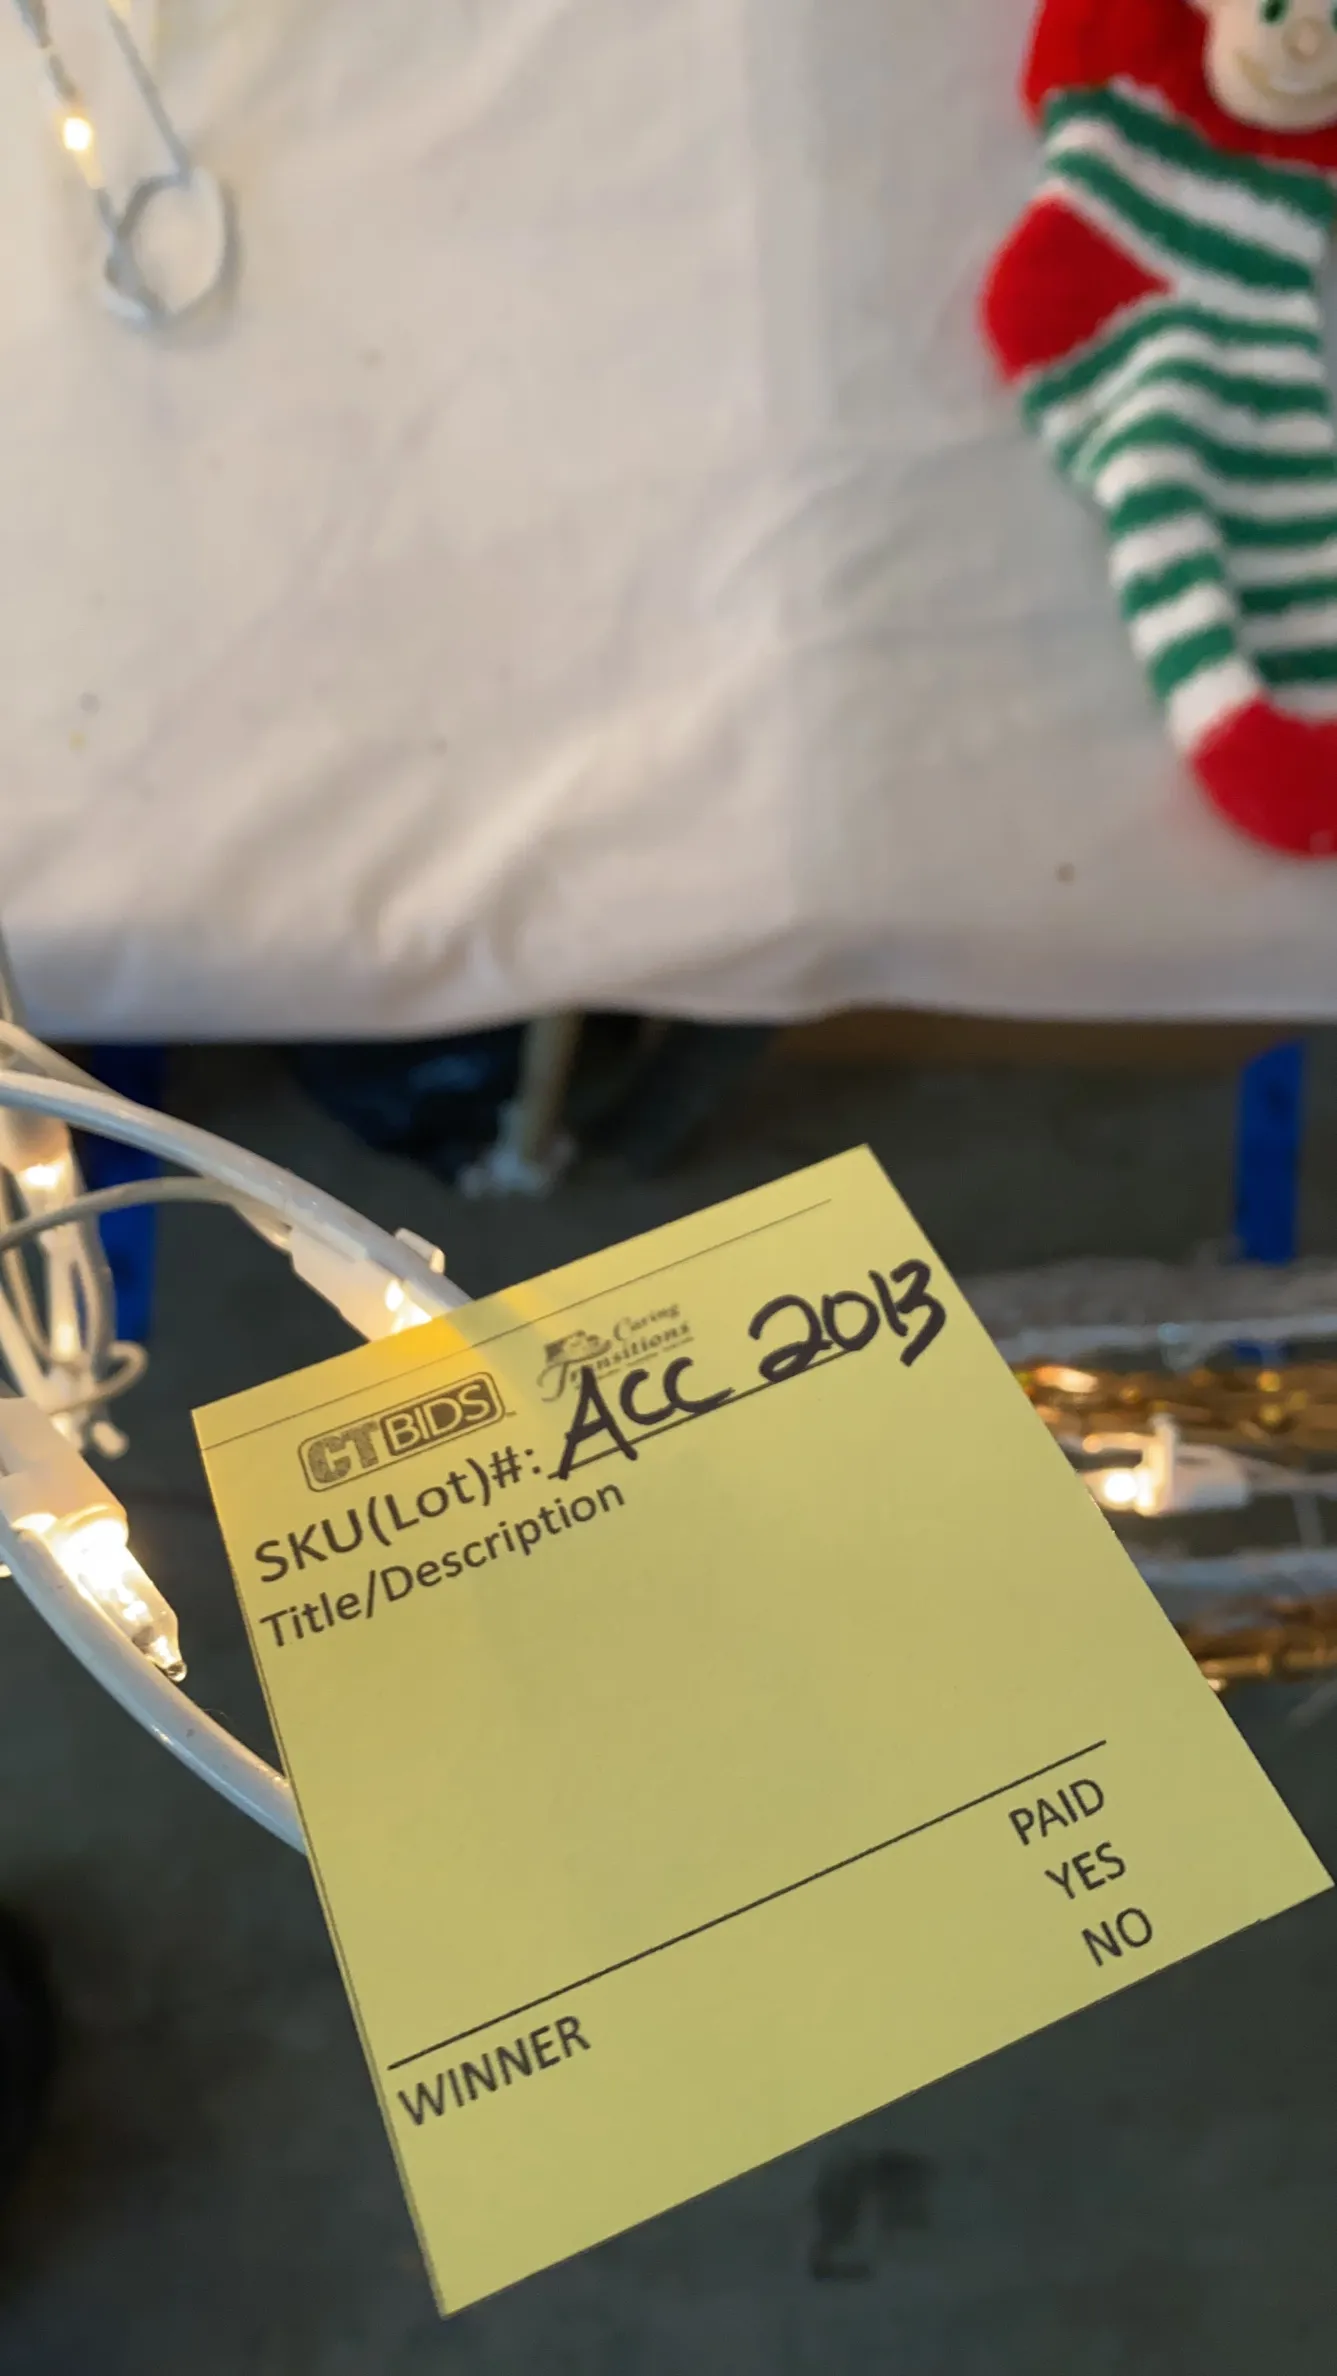 CTBIDS
Caring
Transitions
SKU(Lot)#: ACC 2013
Title/Description
PAID
YES
NO
WINNER